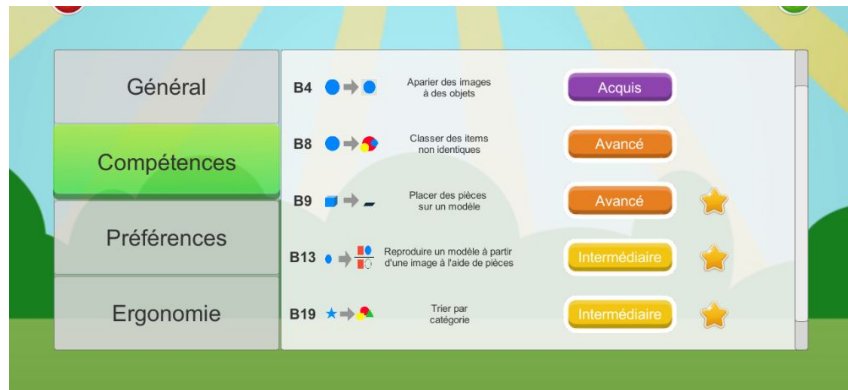 Général
Compétences
Préférences
Ergonomie
B4
Aparier des images
à des objets
Acquis
B8
Classer des items
non identiques
Avancé
B9
Placer des pièces
sur un modèle
Avancé
B13
Reproduire un modèle à partir
d'une image à l'aide de pièces
Intermédiaire
B19
Trier par
catégorie
Intermédiaire